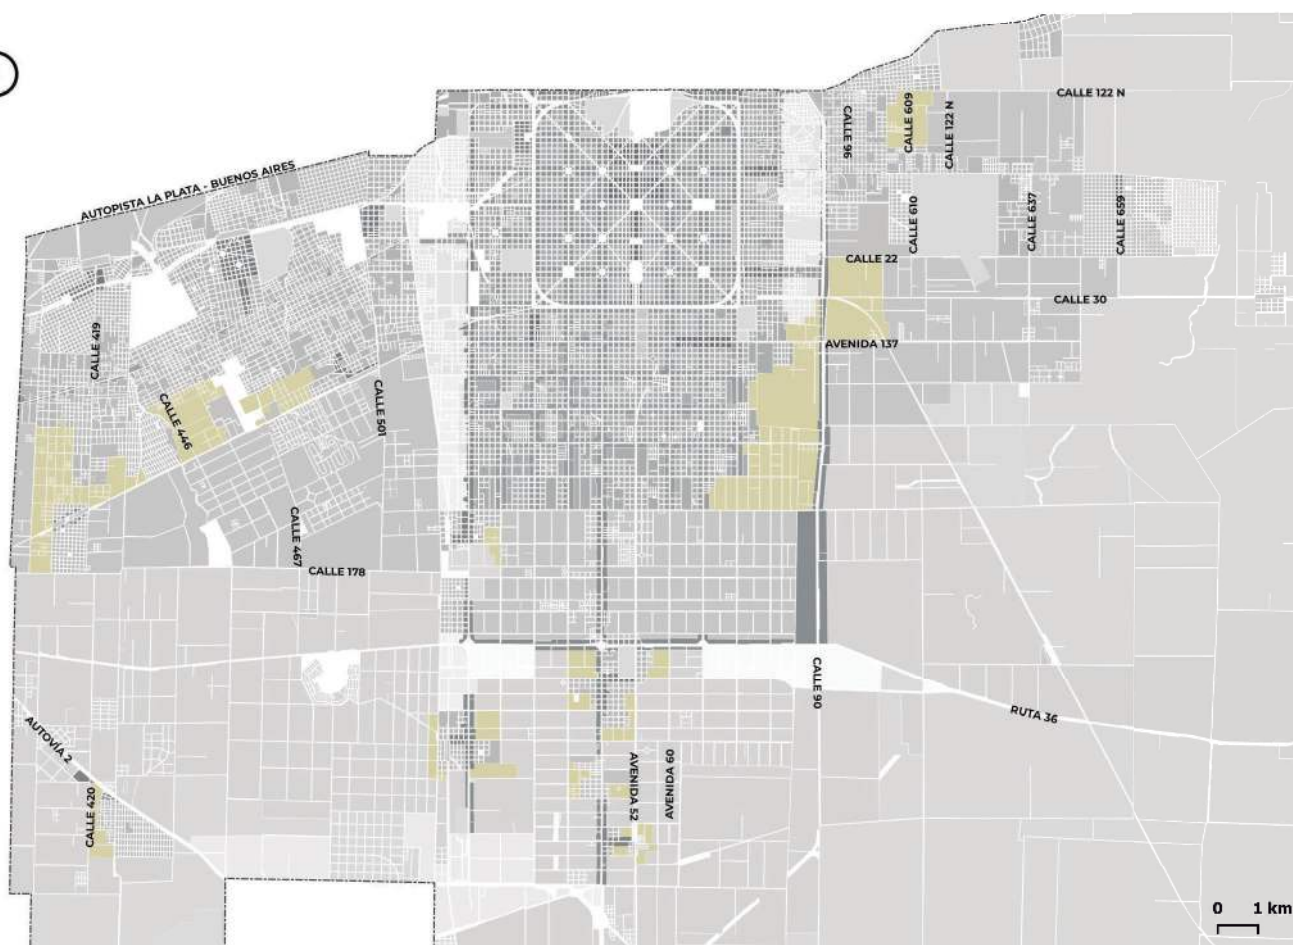 CALLE 122 N
CALLE 609
CALLE 96
CALLE 122 N
AUTOPISTA LA PLATA - BUENOS AIRES
CALLE 610
CALLE 637
CALLE 659
CALLE 22
CALLE 30
CALLE 419
AVENIDA 137
CALLE 446
CALLE 501
CALLE 467
CALLE 178
CALLE 90
RUTA 36
AUTOVÍA 2
AVENIDA 52
AVENIDA 60
CALLE 420
0 1 km